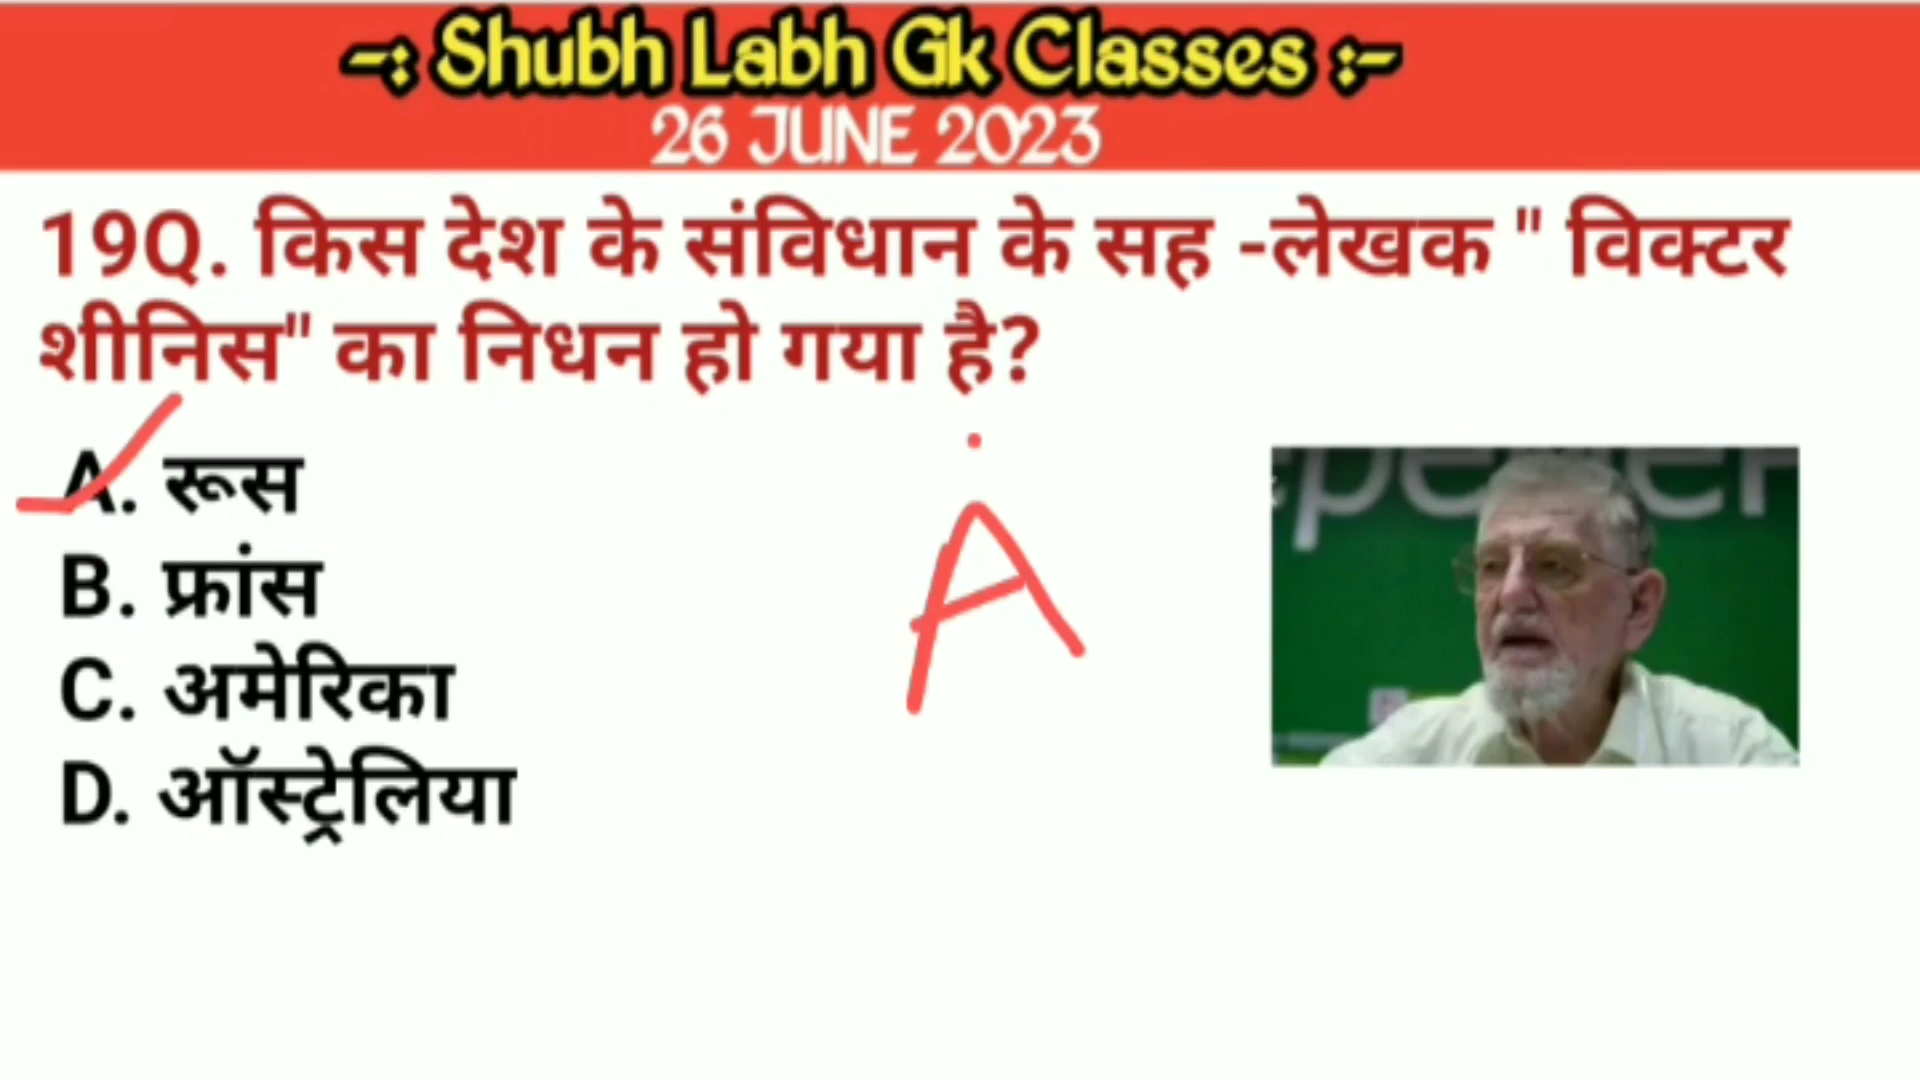 -: Shubh Labh Gk Classes :-
26 JUNE 2023
19Q. किस देश के संविधान के सह -लेखक " विक्टर
शीनिस" का निधन हो गया है?
A. रूस
B. फ्रांस
C. अमेरिका
D. ऑस्ट्रेलिया
A